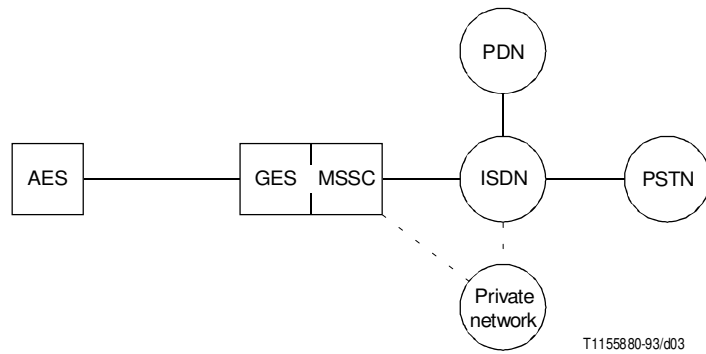 PDN
AES
GES
MSSC
ISDN
PSTN
Private
network
T1155880-93/d03